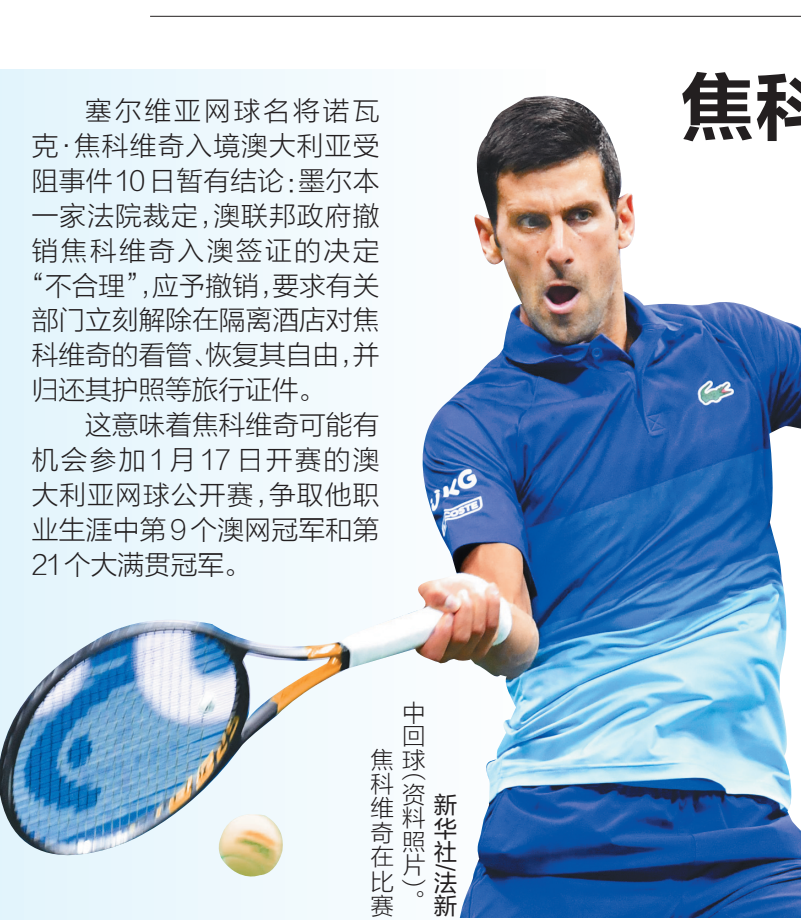 焦科
塞尔维亚网球名将诺瓦
克·焦科维奇入境澳大利亚受
阻事件10日暂有结论:墨尔本
一家法院裁定,澳联邦政府撤
销焦科维奇入澳签证的决定
“不合理”,应予撤销,要求有关
部门立刻解除在隔离酒店对焦
科维奇的看管、恢复其自由,并
归还其护照等旅行证件。
这意味着焦科维奇可能有
机会参加1月17日开赛的澳
大利亚网球公开赛,争取他职
业生涯中第9个澳网冠军和第
21个大满贯冠军。
焦科维奇在比赛
中回球(资料照片)。
新华社/法新
UKG